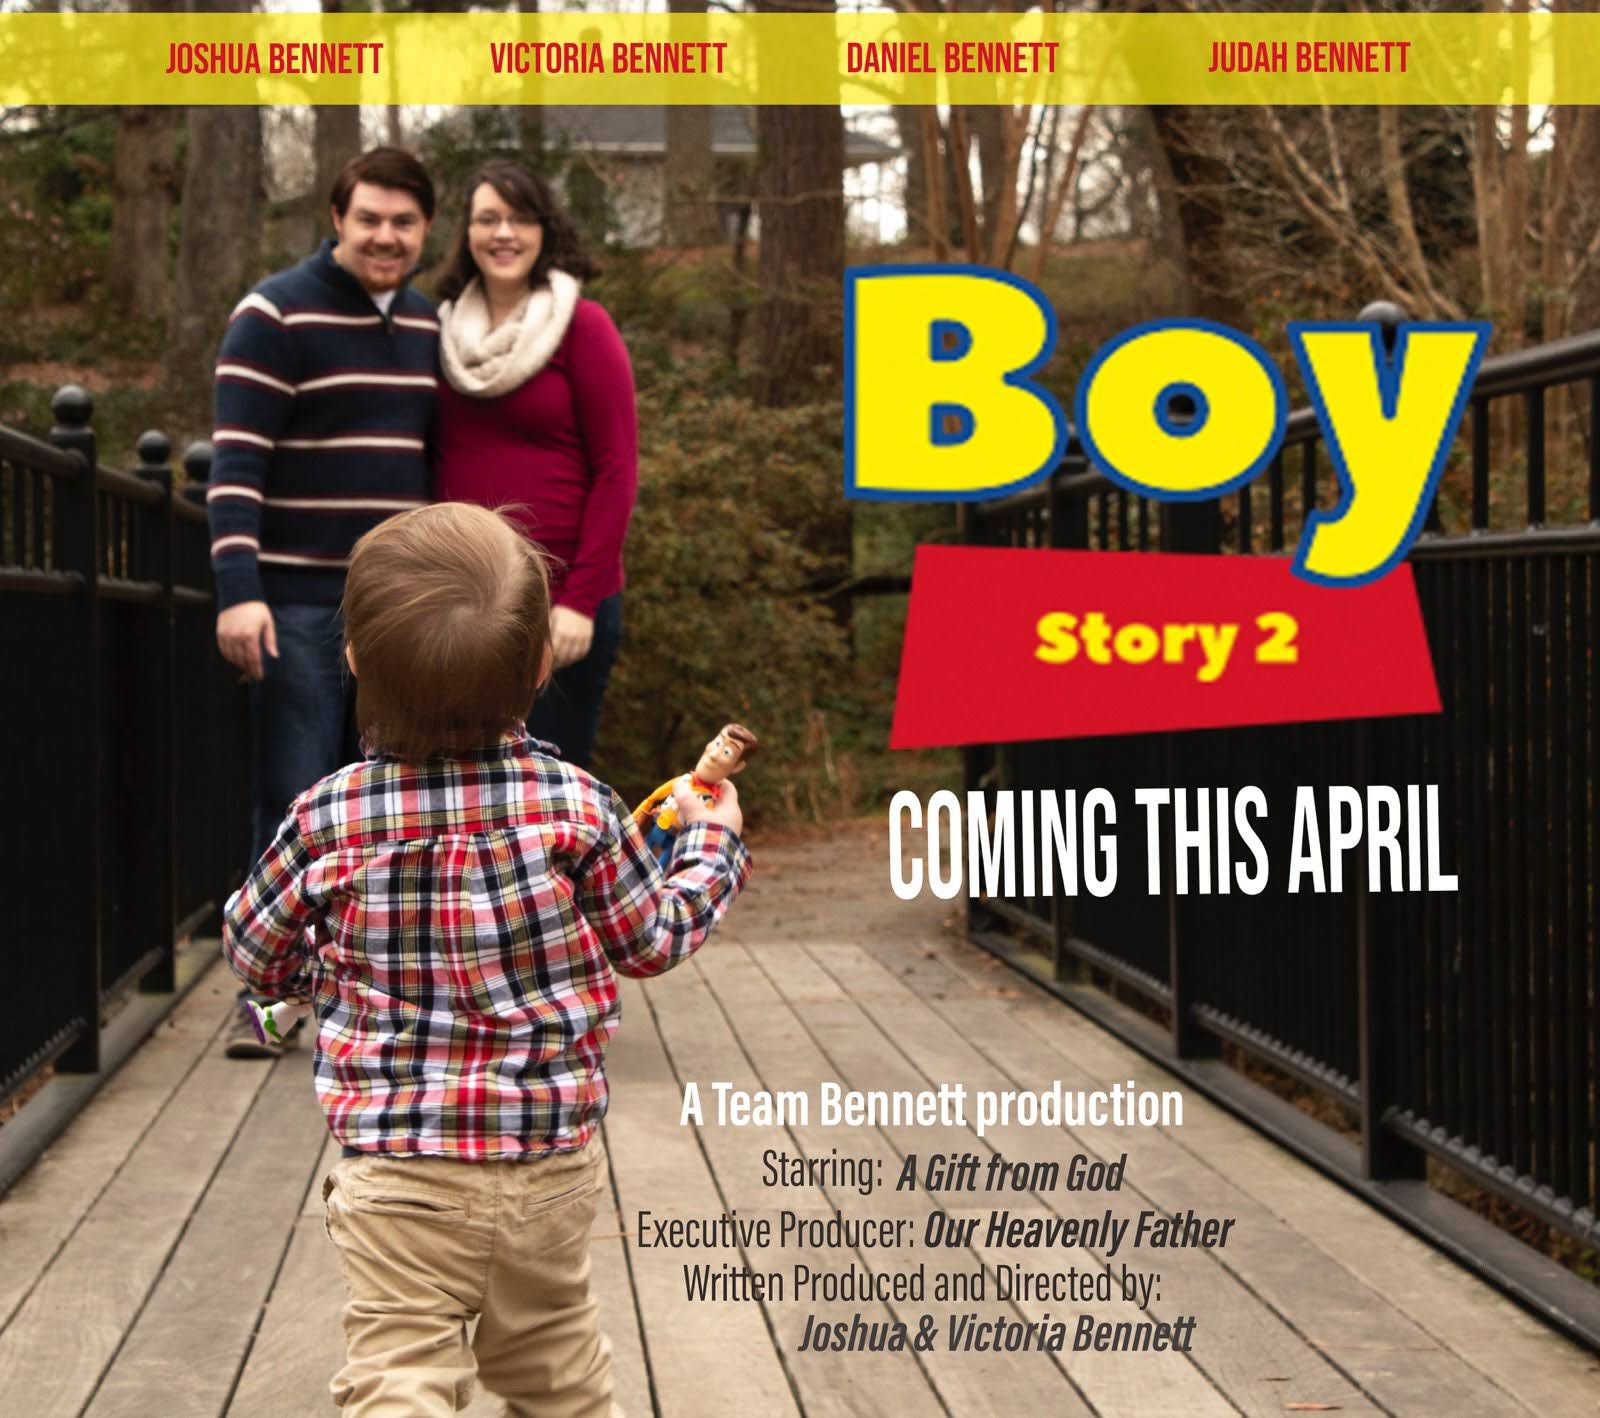 JOSHUA BENNETT VICTORIA BENNETT DANIEL BENNETT JUDAH BENNETT
Boy
Story 2
COMING THIS APRIL
A Team Bennett production
Starring: A Gift from God
Executive Producer: Our Heavenly Father
Written Produced and Directed by:
Joshua & Victoria Bennett